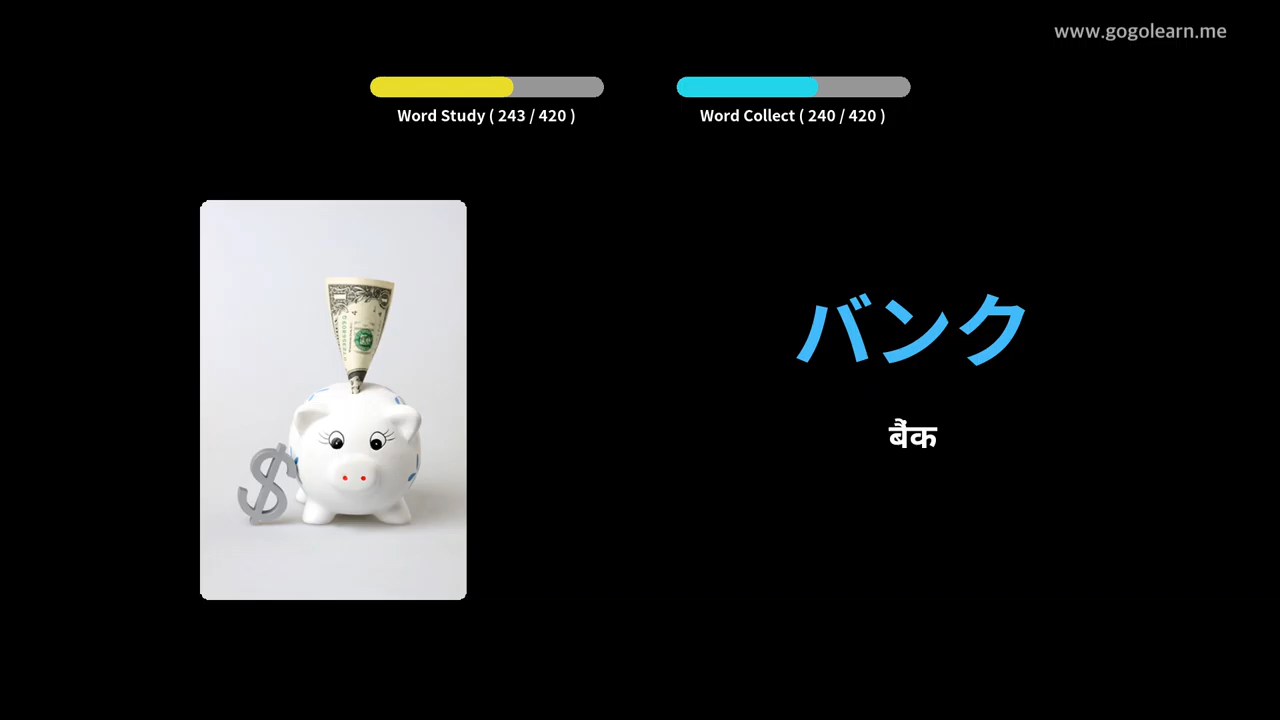 www.gogolearn.me
Word Study ( 243 / 420 )
Word Collect ( 240 / 420 )
バンク
बैंक
$